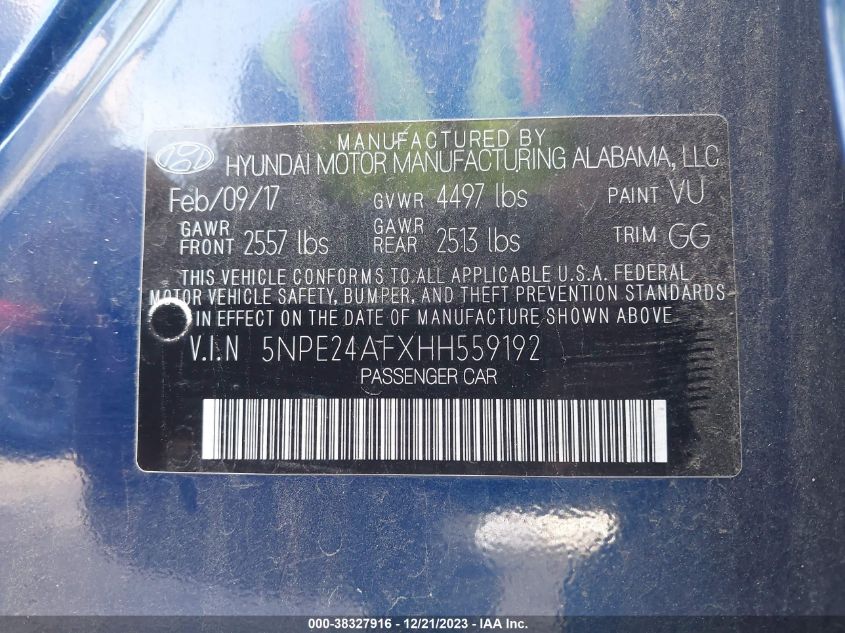 MANUFACTURED BY
HYUNDAI MOTOR MANUFACTURING ALABAMA, LLC
Feb/09/17 GVWR 4497 lbs PAINT VU
GAWR FRONT 2557 lbs GAWR REAR 2513 lbs TRIM GG
THIS VEHICLE CONFORMS TO ALL APPLICABLE U.S.A. FEDERAL
MOTOR VEHICLE SAFETY, BUMPER, AND THEFT PREVENTION STANDARDS
IN EFFECT ON THE DATE OF MANUFACTURE SHOWN ABOVE.
V.I.N 5NPE24AFXHH559192
PASSENGER CAR
000-38327916 - 12/21/2023 - IAA Inc.